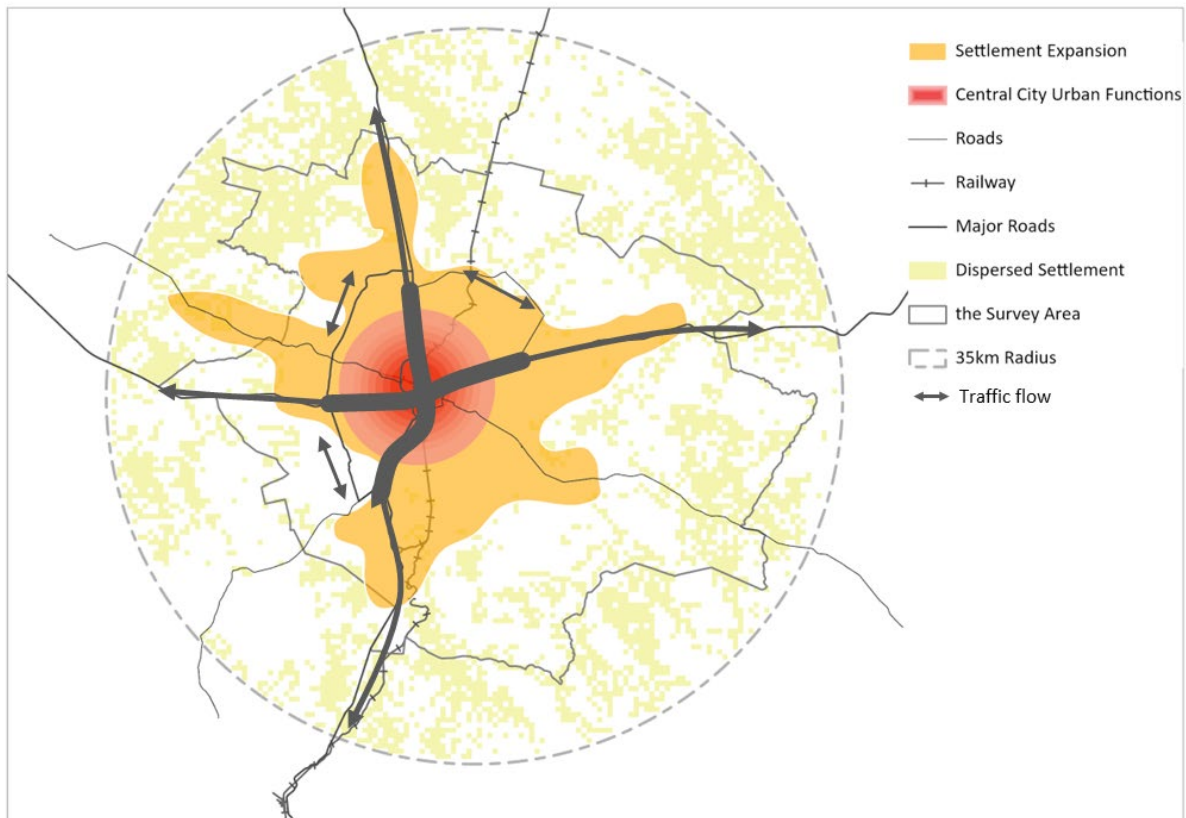 Settlement Expansion
Central City Urban Functions
Roads
Railway
Major Roads
Dispersed Settlement
the Survey Area
35km Radius
Traffic flow